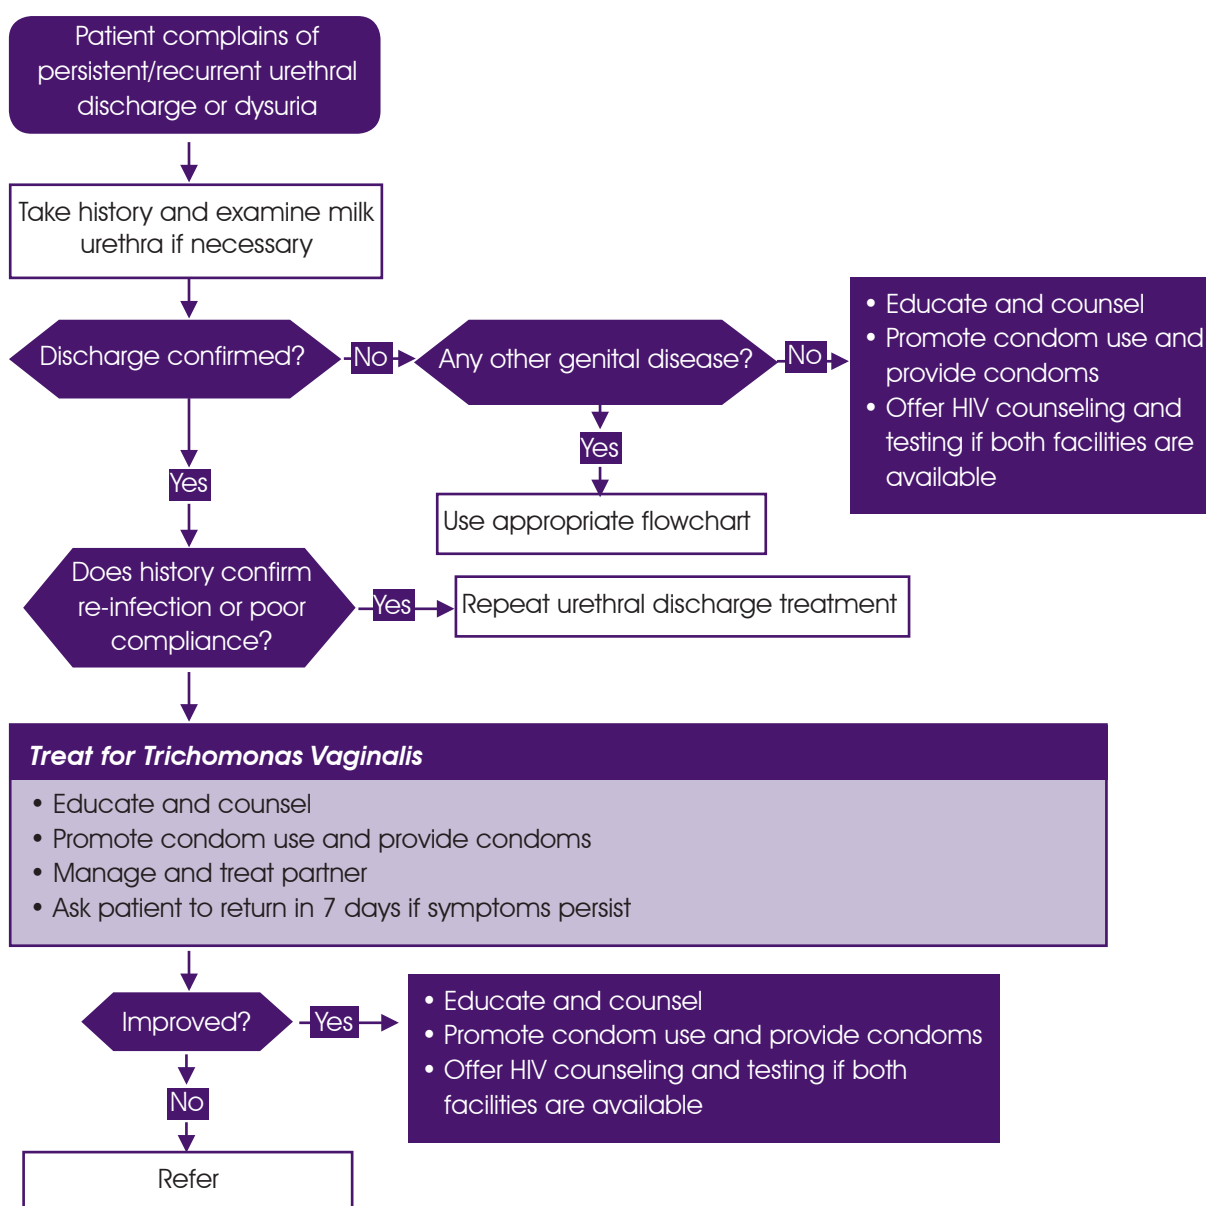 Patient complains of
persistent/recurrent urethral
discharge or dysuria
Take history and examine milk
urethra if necessary
Discharge confirmed?
No
Any other genital disease?
No
• Educate and counsel
• Promote condom use and
provide condoms
• Offer HIV counseling and
testing if both facilities are
available
Yes
Use appropriate flowchart
Yes
Does history confirm
re-infection or poor
compliance?
Yes
Repeat urethral discharge treatment
Treat for Trichomonas Vaginalis
• Educate and counsel
• Promote condom use and provide condoms
• Manage and treat partner
• Ask patient to return in 7 days if symptoms persist
Improved?
Yes
• Educate and counsel
• Promote condom use and provide condoms
• Offer HIV counseling and testing if both
facilities are available
No
Refer